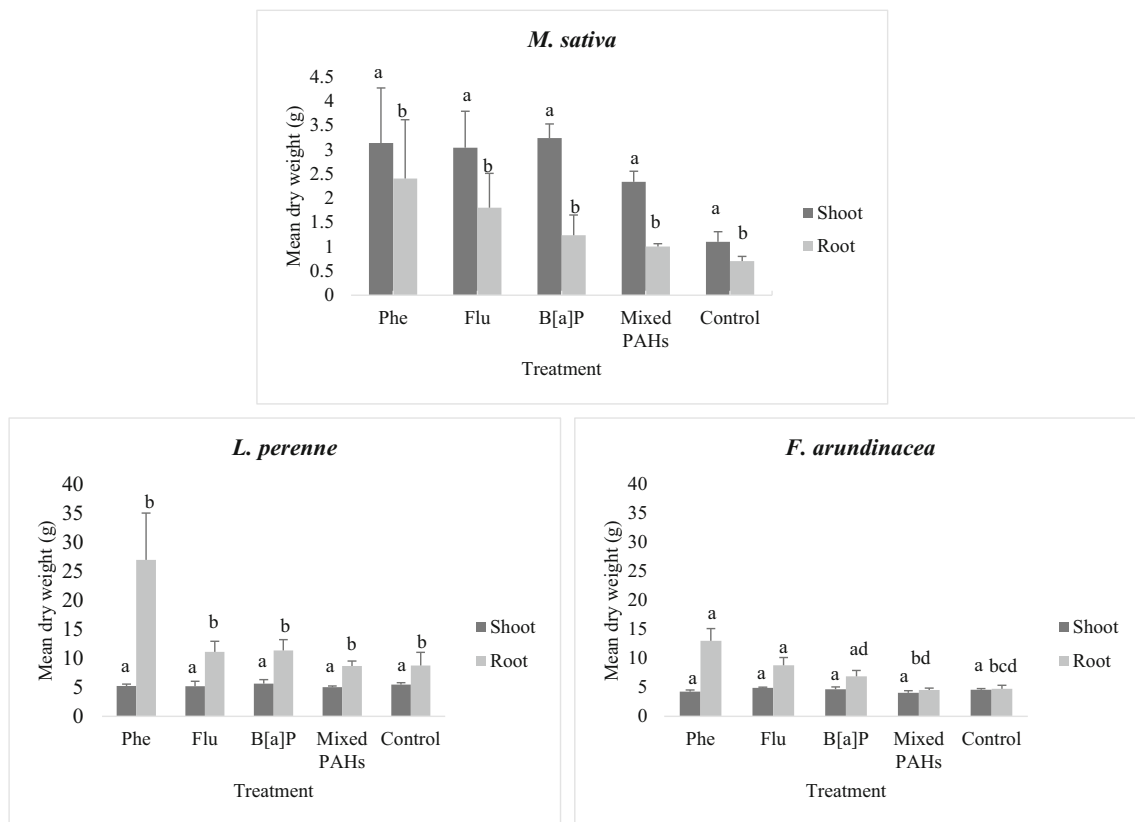 M. sativa
Mean dry weight (g)
4.5
4
3.5
3
2.5
2
1.5
1
0.5
0
a
b
a
b
a
b
a
b
a
b
Phe
Flu
B[a]P
Mixed
PAHs
Control
Treatment
Shoot
Root
L. perenne
Mean dry weight (g)
40
35
30
25
20
15
10
5
0
a
b
a
b
a
b
a
b
a
b
Phe
Flu
B[a]P
Mixed
PAHs
Control
Treatment
Shoot
Root
F. arundinacea
Mean dry weight (g)
40
35
30
25
20
15
10
5
0
a
a
a
a
a
ad
a
bd
a
bcd
Phe
Flu
B[a]P
Mixed
PAHs
Control
Treatment
Shoot
Root